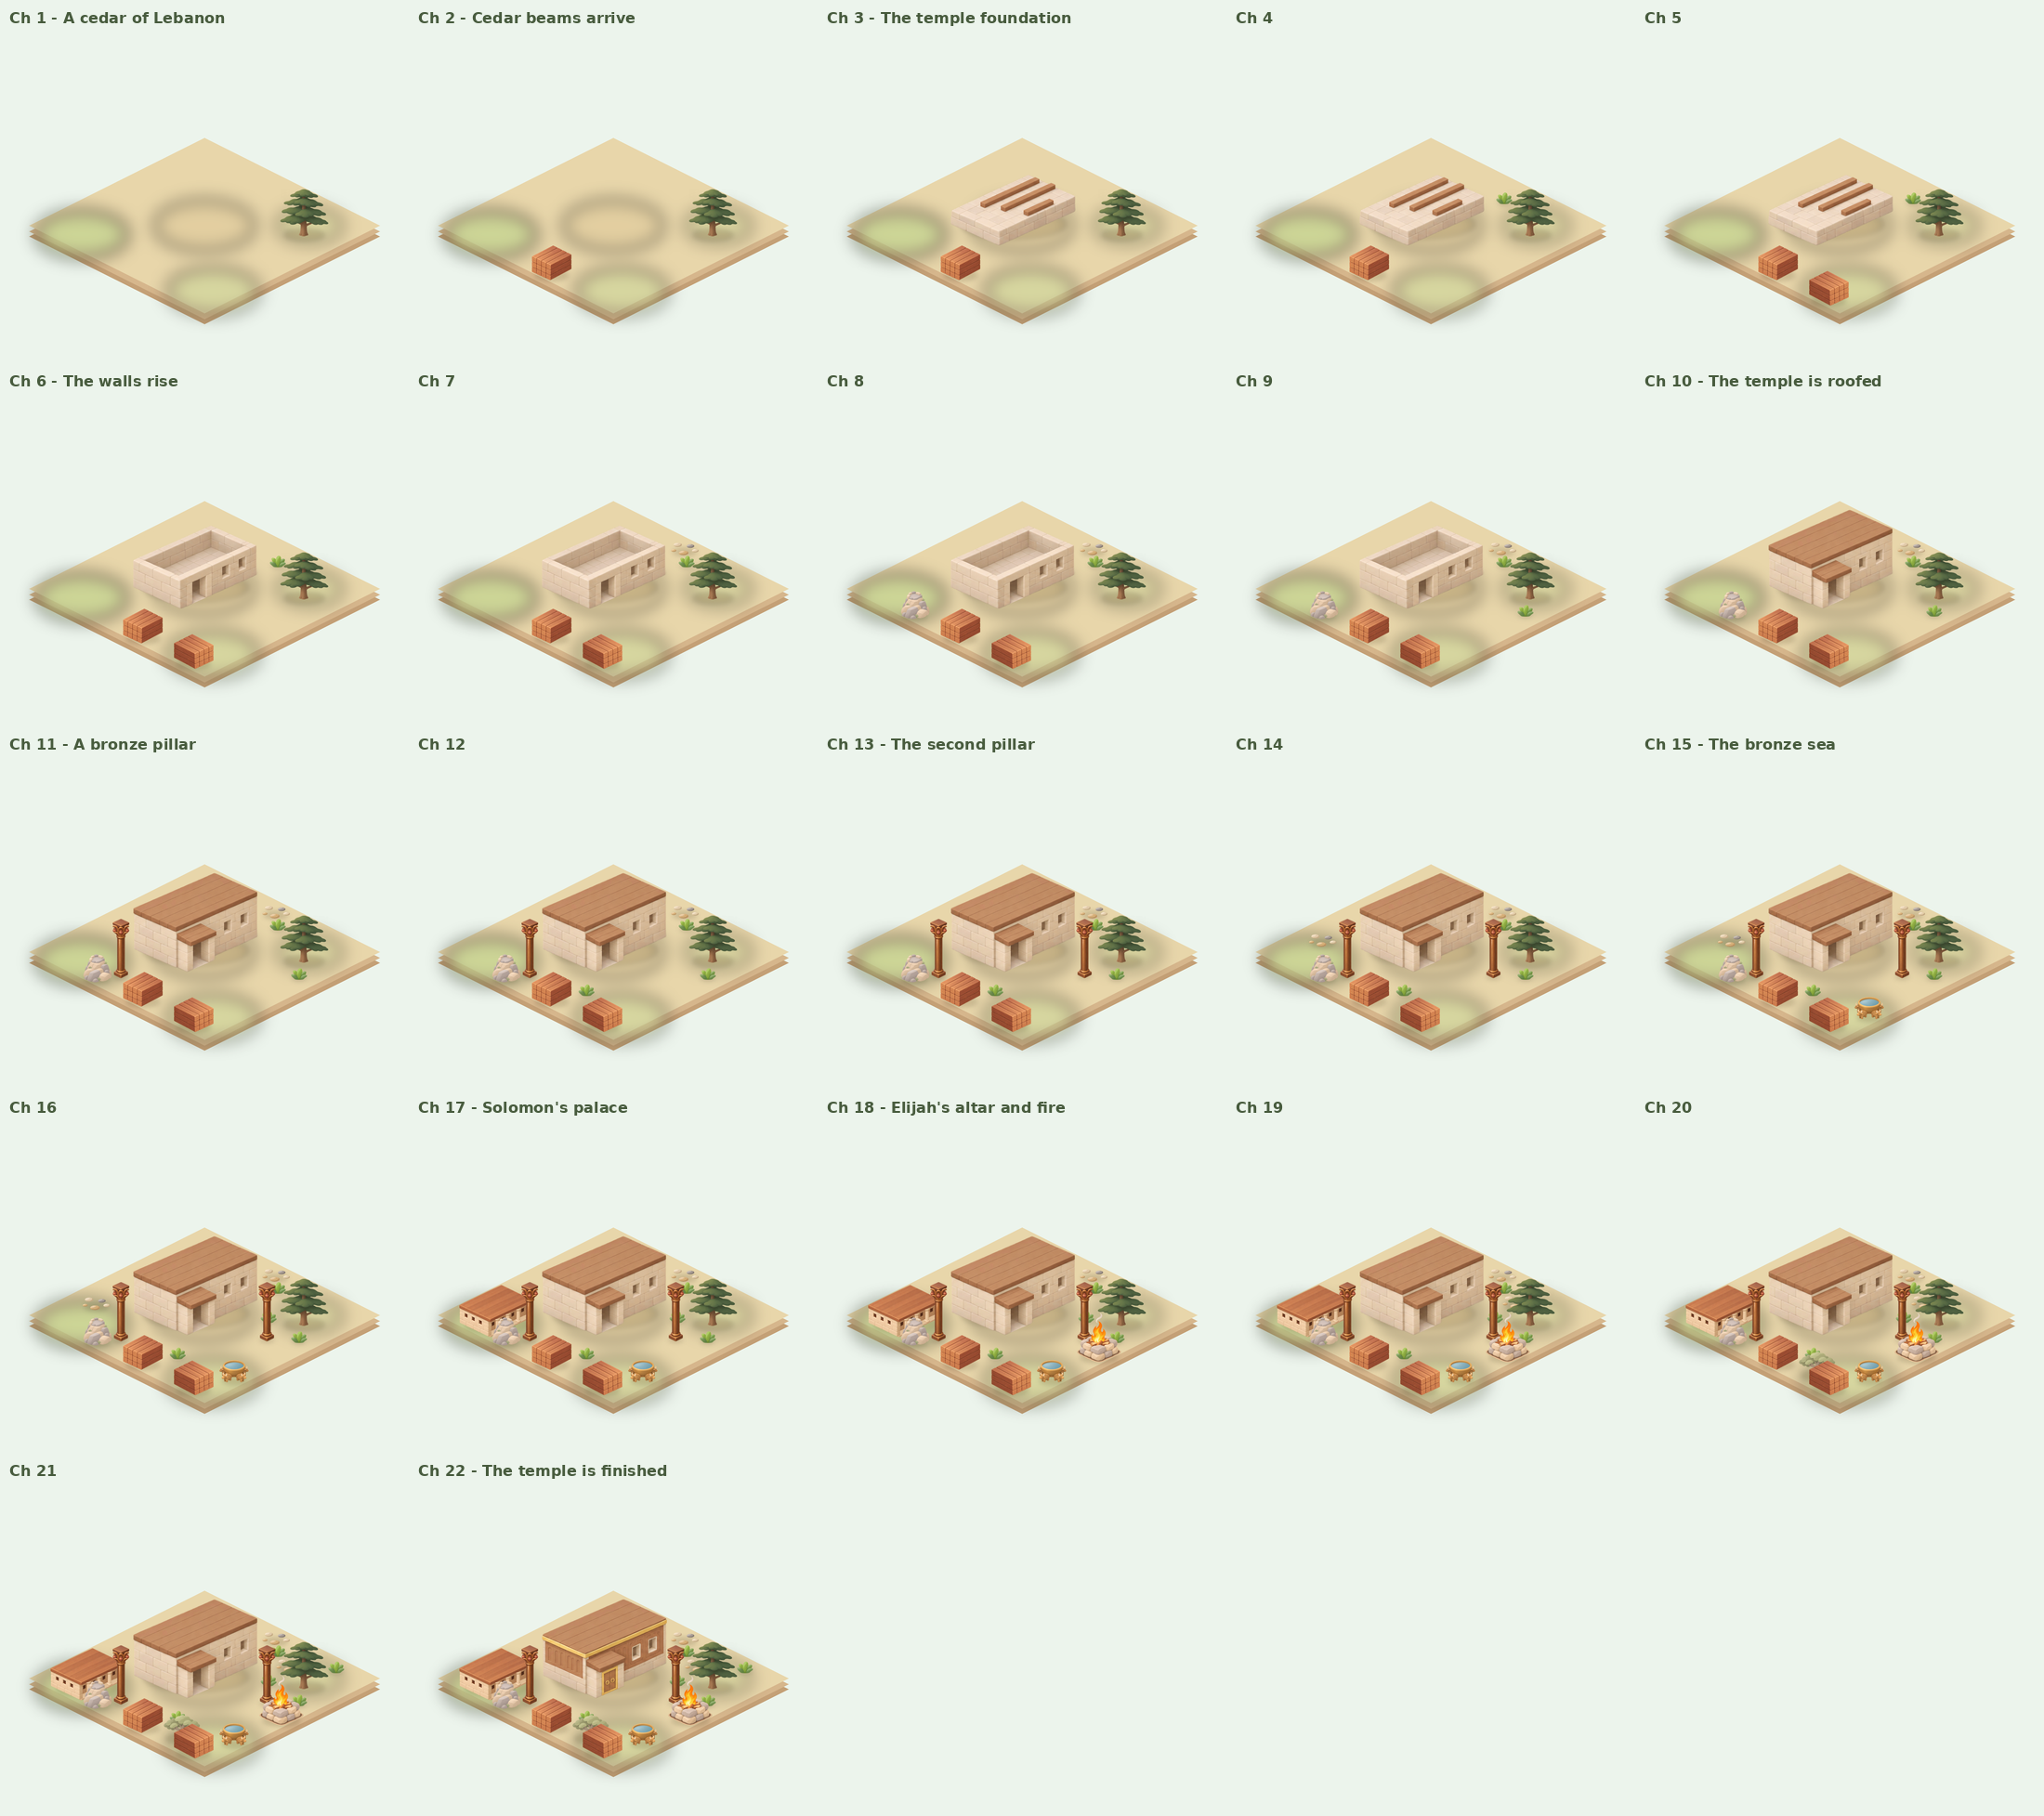 Ch 1 - A cedar of Lebanon
Ch 2 - Cedar beams arrive
Ch 3 - The temple foundation
Ch 4
Ch 5
Ch 6 - The walls rise
Ch 7
Ch 8
Ch 9
Ch 10 - The temple is roofed
Ch 11 - A bronze pillar
Ch 12
Ch 13 - The second pillar
Ch 14
Ch 15 - The bronze sea
Ch 16
Ch 17 - Solomon's palace
Ch 18 - Elijah's altar and fire
Ch 19
Ch 20
Ch 21
Ch 22 - The temple is finished